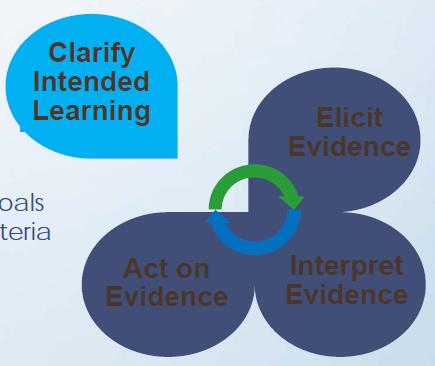 Clarify
Intended
Learning
Elicit
Evidence
oals
teria
Act on
Evidence
Interpret
Evidence